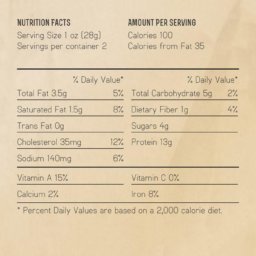 NUTRITION FACTS
Serving Size 1 oz (28g)
Servings per container 2
AMOUNT PER SERVING
Calories 100
Calories from Fat 35
% Daily Value*
Total Fat 3.5g 5%
Saturated Fat 1.5g 8%
Trans Fat 0g
Cholesterol 35mg 12%
Sodium 140mg 6%
% Daily Value*
Total Carbohydrate 5g 2%
Dietary Fiber 1g 4%
Sugars 4g
Protein 13g
Vitamin A 15%
Vitamin C 0%
Calcium 2%
Iron 8%
* Percent Daily Values are based on a 2,000 calorie diet.